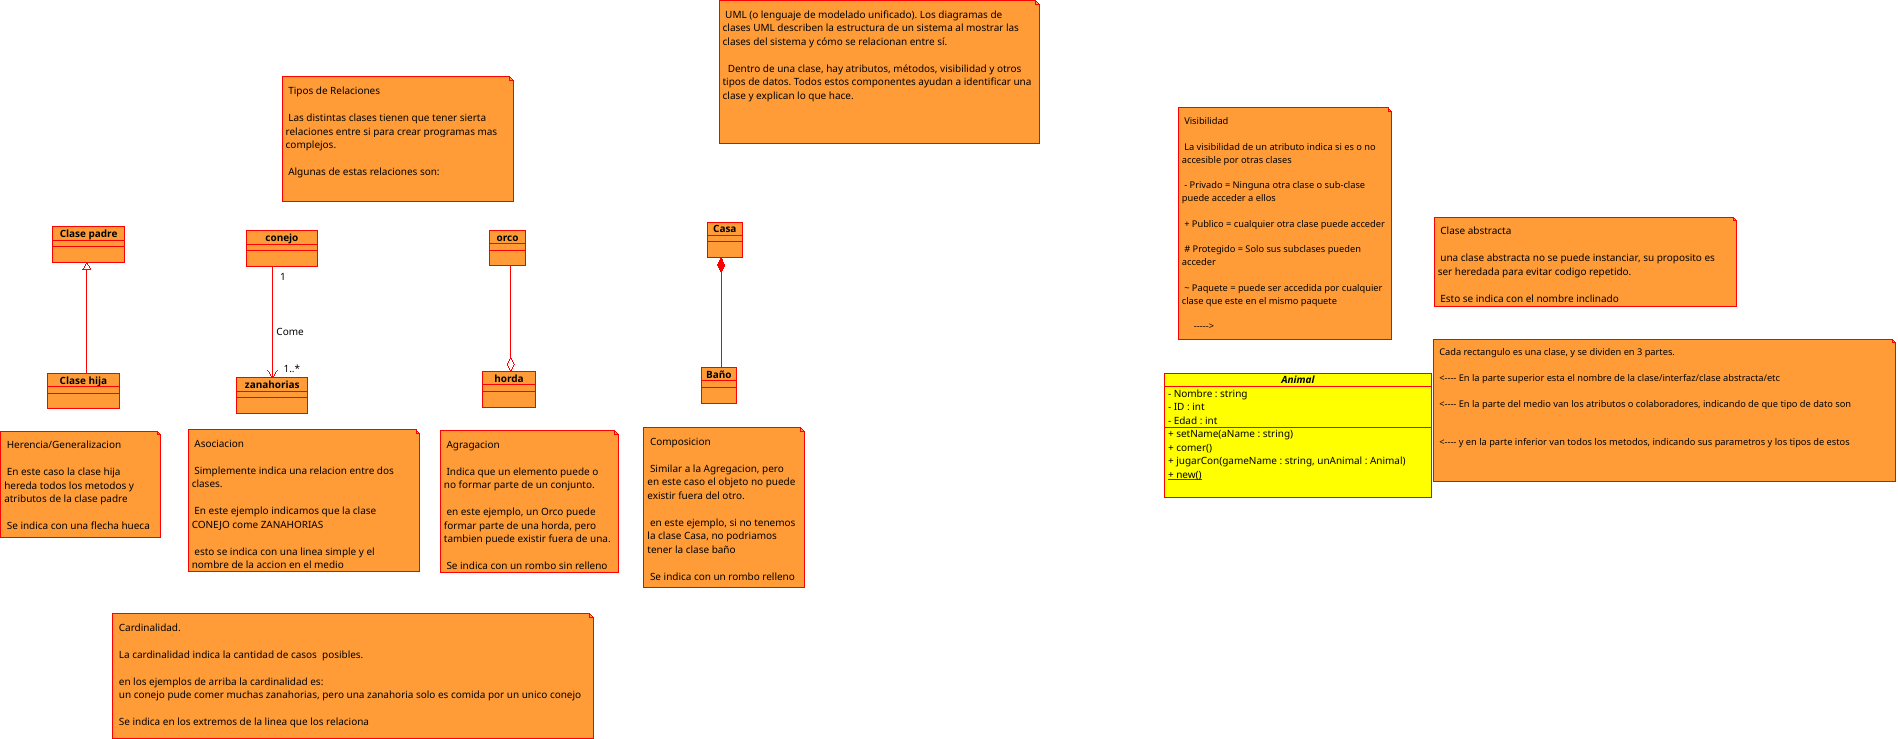 UML (o lenguaje de modelado unificado). Los diagramas de
clases UML describen la estructura de un sistema al mostrar las
clases del sistema y cómo se relacionan entre sí.
Dentro de una clase, hay atributos, métodos, visibilidad y otros
tipos de datos. Todos estos componentes ayudan a identificar una
clase y explican lo que hace.
Tipos de Relaciones
Las distintas clases tienen que tener sierta
relaciones entre si para crear programas mas
complejos.
Algunas de estas relaciones son:
Clase padre
Clase hija
Herencia/Generalizacion
En este caso la clase hija
hereda todos los metodos y
atributos de la clase padre
Se indica con una flecha hueca
conejo
1
Come
1..*
zanahorias
Asociacion
Simplemente indica una relacion entre dos
clases.
En este ejemplo indicamos que la clase
CONEJO come ZANAHORIAS
esto se indica con una linea simple y el
nombre de la accion en el medio
orco
horda
Agragacion
Indica que un elemento puede o
no formar parte de un conjunto.
en este ejemplo, un Orco puede
formar parte de una horda, pero
tambien puede existir fuera de una.
Se indica con un rombo sin relleno
Casa
Baño
Composicion
Similar a la Agregacion, pero
en este caso el objeto no puede
existir fuera del otro.
en este ejemplo, si no tenemos
la clase Casa, no podriamos
tener la clase baño
Se indica con un rombo relleno
Cardinalidad.
La cardinalidad indica la cantidad de casos  posibles.
en los ejemplos de arriba la cardinalidad es:
un conejo pude comer muchas zanahorias, pero una zanahoria solo es comida por un unico conejo
Se indica en los extremos de la linea que los relaciona
Visibilidad
La visibilidad de un atributo indica si es o no
accesible por otras clases
- Privado = Ninguna otra clase o sub-clase
puede acceder a ellos
+ Publico = cualquier otra clase puede acceder
# Protegido = Solo sus subclases pueden
acceder
~ Paquete = puede ser accedida por cualquier
clase que este en el mismo paquete
----->
Clase abstracta
una clase abstracta no se puede instanciar, su proposito es
ser heredada para evitar codigo repetido.
Esto se indica con el nombre inclinado
Animal
- Nombre : string
- ID : int
- Edad : int
+ setName(aName : string)
+ comer()
+ jugarCon(gameName : string, unAnimal : Animal)
+ new()
Cada rectangulo es una clase, y se dividen en 3 partes.
<---- En la parte superior esta el nombre de la clase/interfaz/clase abstracta/etc
<---- En la parte del medio van los atributos o colaboradores, indicando de que tipo de dato son
<---- y en la parte inferior van todos los metodos, indicando sus parametros y los tipos de estos